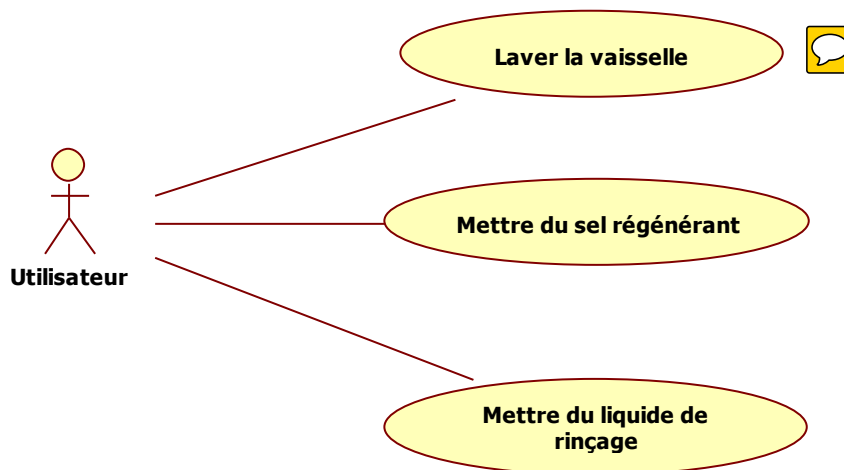 Laver la vaisselle
Mettre du sel régénérant
Utilisateur
Mettre du liquide de
rinçage